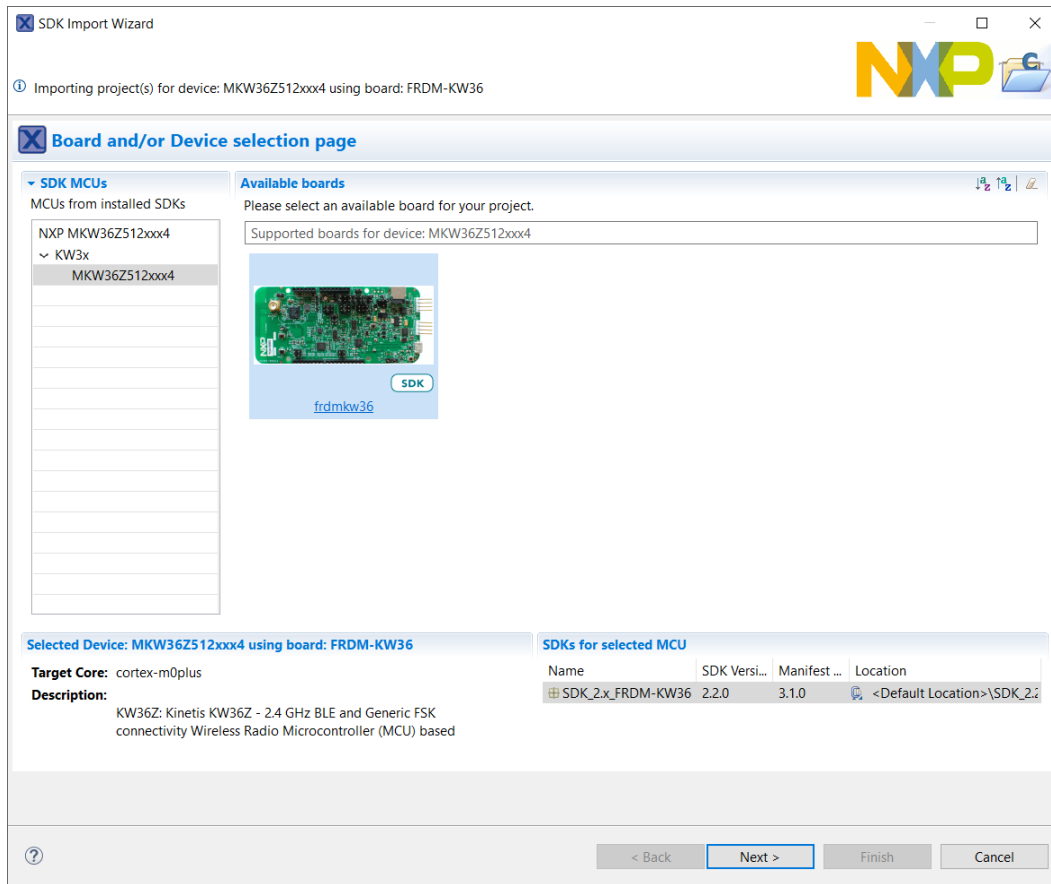 SDK Import Wizard
Importing project(s) for device: MKW36Z512xxx4 using board: FRDM-KW36
NXP
Board and/or Device selection page
SDK MCUs
MCUs from installed SDKs
NXP MKW36Z512xxx4
KW3x
MKW36Z512xxx4
Available boards
Please select an available board for your project.
Supported boards for device: MKW36Z512xxx4
SDK
frdmkw36
Selected Device: MKW36Z512xxx4 using board: FRDM-KW36
Target Core: cortex-m0plus
Description:
KW36Z: Kinetis KW36Z - 2.4 GHz BLE and Generic FSK
connectivity Wireless Radio Microcontroller (MCU) based
SDKs for selected MCU
Name SDK Versi... Manifest ... Location
SDK_2.x_FRDM-KW36 2.2.0 3.1.0 <Default Location>\SDK_2.2
< Back Next > Finish Cancel